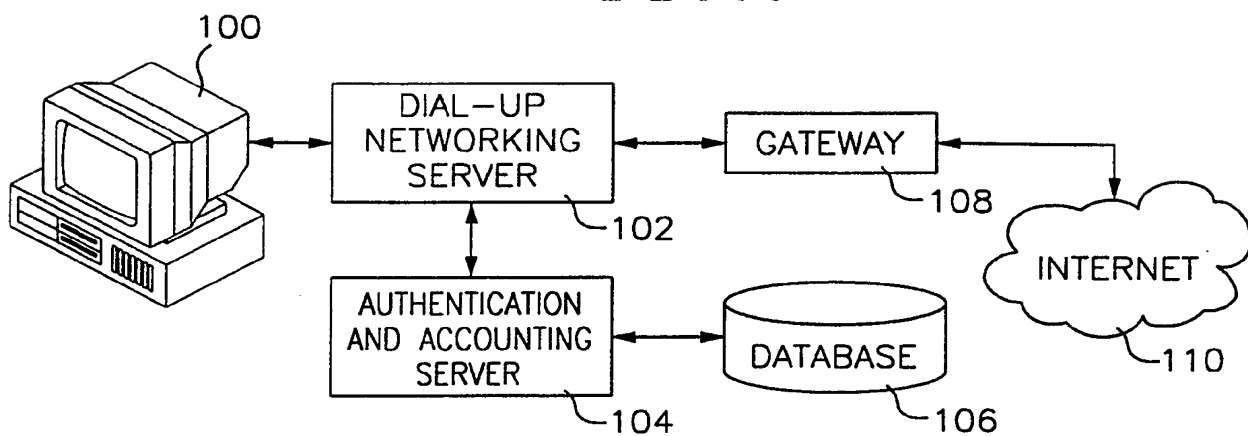 100
DIAL-UP
NETWORKING
SERVER
102
GATEWAY
108
INTERNET
110
AUTHENTICATION
AND ACCOUNTING
SERVER
104
DATABASE
106